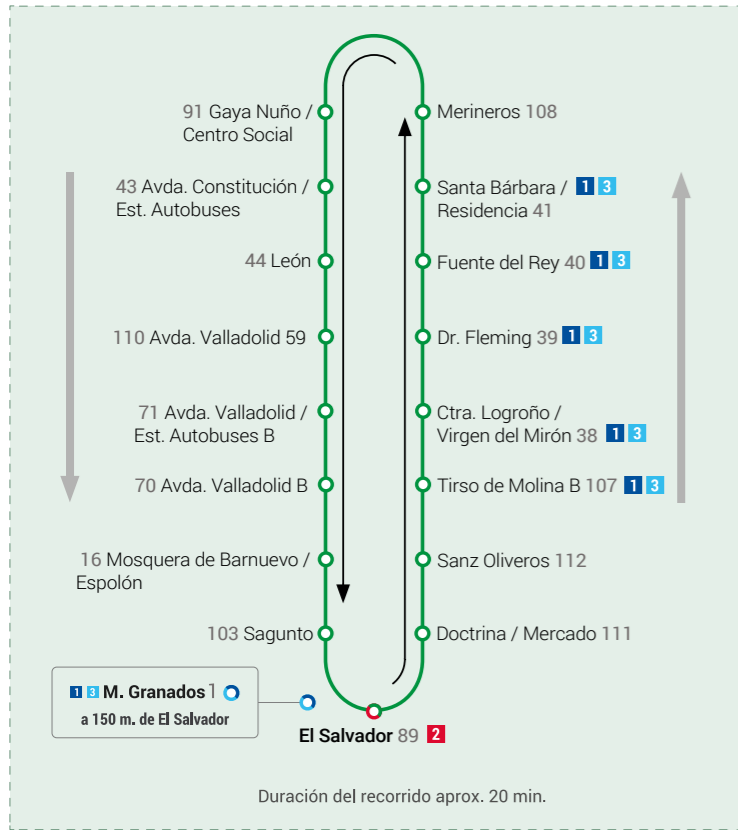 91 Gaya Nuño /
Centro Social
Merineros 108
43 Avda. Constitución /
Est. Autobuses
Santa Bárbara / 1 3
Residencia 41
44 León
Fuente del Rey 40 1 3
110 Avda. Valladolid 59
Dr. Fleming 39 1 3
71 Avda. Valladolid /
Est. Autobuses B
Ctra. Logroño /
Virgen del Mirón 38 1 3
70 Avda. Valladolid B
Tirso de Molina B 107 1 3
16 Mosquera de Barnuevo /
Espolón
Sanz Oliveros 112
103 Sagunto
Doctrina / Mercado 111
1 3 M. Granados 1
a 150 m. de El Salvador
El Salvador 89 2
Duración del recorrido aprox. 20 min.